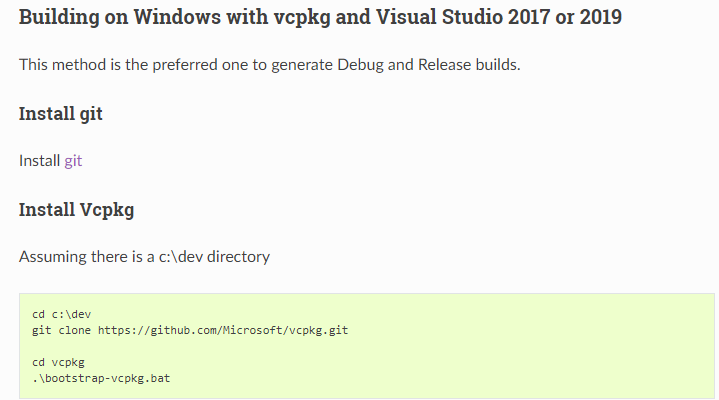 Building on Windows with vcpkg and Visual Studio 2017 or 2019
This method is the preferred one to generate Debug and Release builds.
Install git
Install git
Install Vcpkg
Assuming there is a c:\dev directory
cd c:\dev
git clone https://github.com/Microsoft/vcpkg.git
cd vcpkg
.\bootstrap-vcpkg.bat